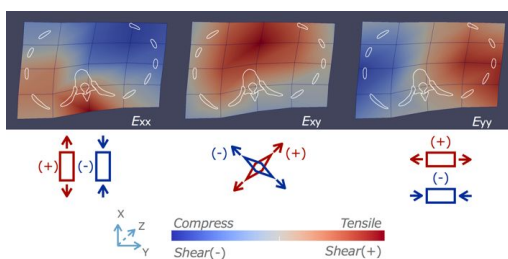 Exx
Exy
Eyy
(+)
(-)
(-)
(+)
(+)
(-)
X
Z
Y
Compress
Tensile
Shear(-)
Shear(+)